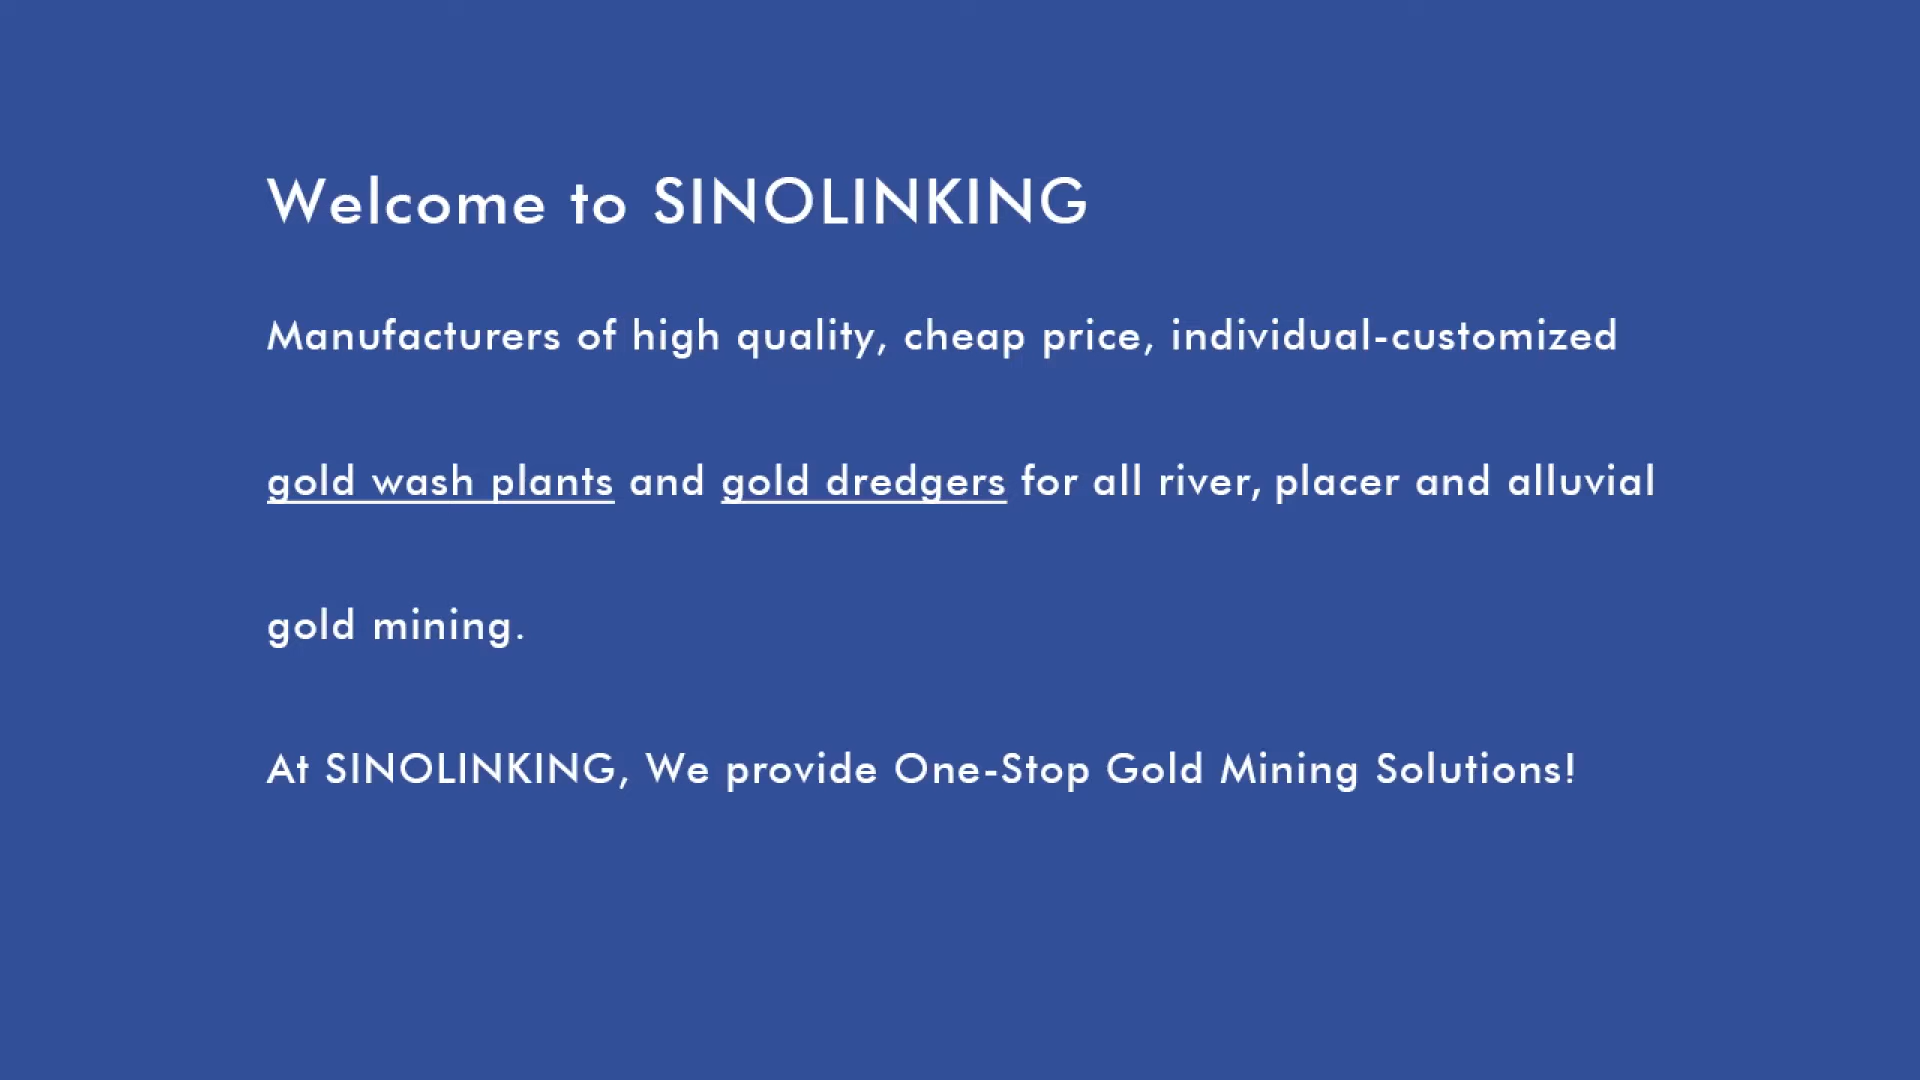 Welcome to SINOLINKING
Manufacturers of high quality, cheap price, individual-customized
gold wash plants and gold dredgers for all river, placer and alluvial
gold mining.
At SINOLINKING, We provide One-Stop Gold Mining Solutions!